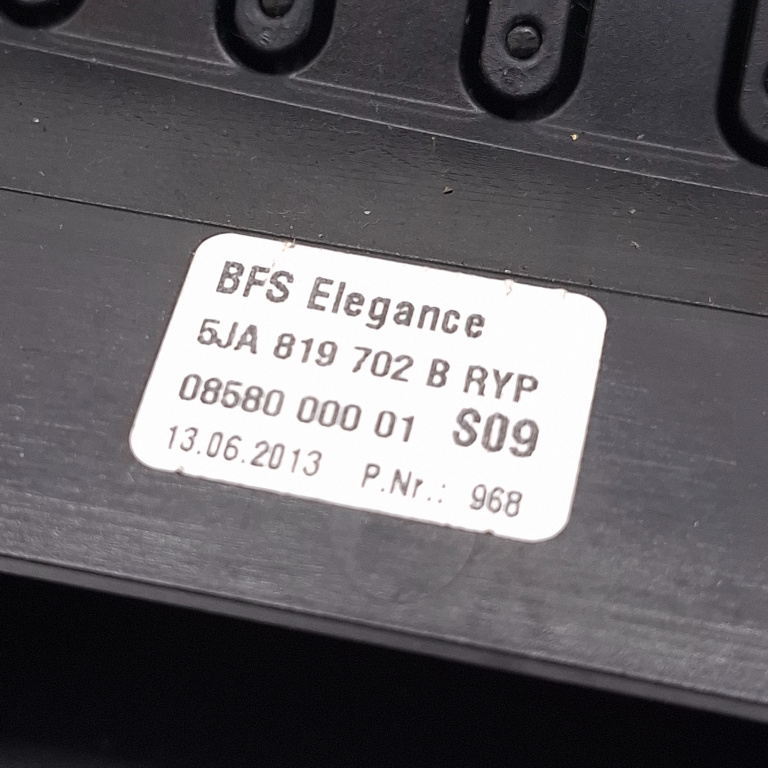 BFS Elegance
5JA 819 702 B RYP
08580 000 01 S09
13.06.2013 P.Nr.: 968